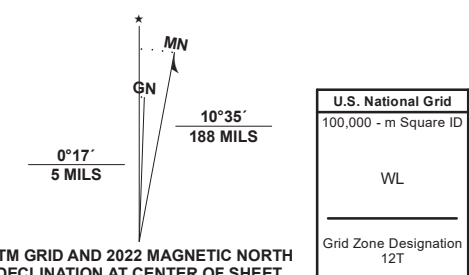 ★
MN
GN
0°17´
5 MILS
10°35´
188 MILS
TM GRID AND 2022 MAGNETIC NORTH
DECLINATION AT CENTER OF SHEET
U.S. National Grid
100,000 - m Square ID
WL
Grid Zone Designation
12T